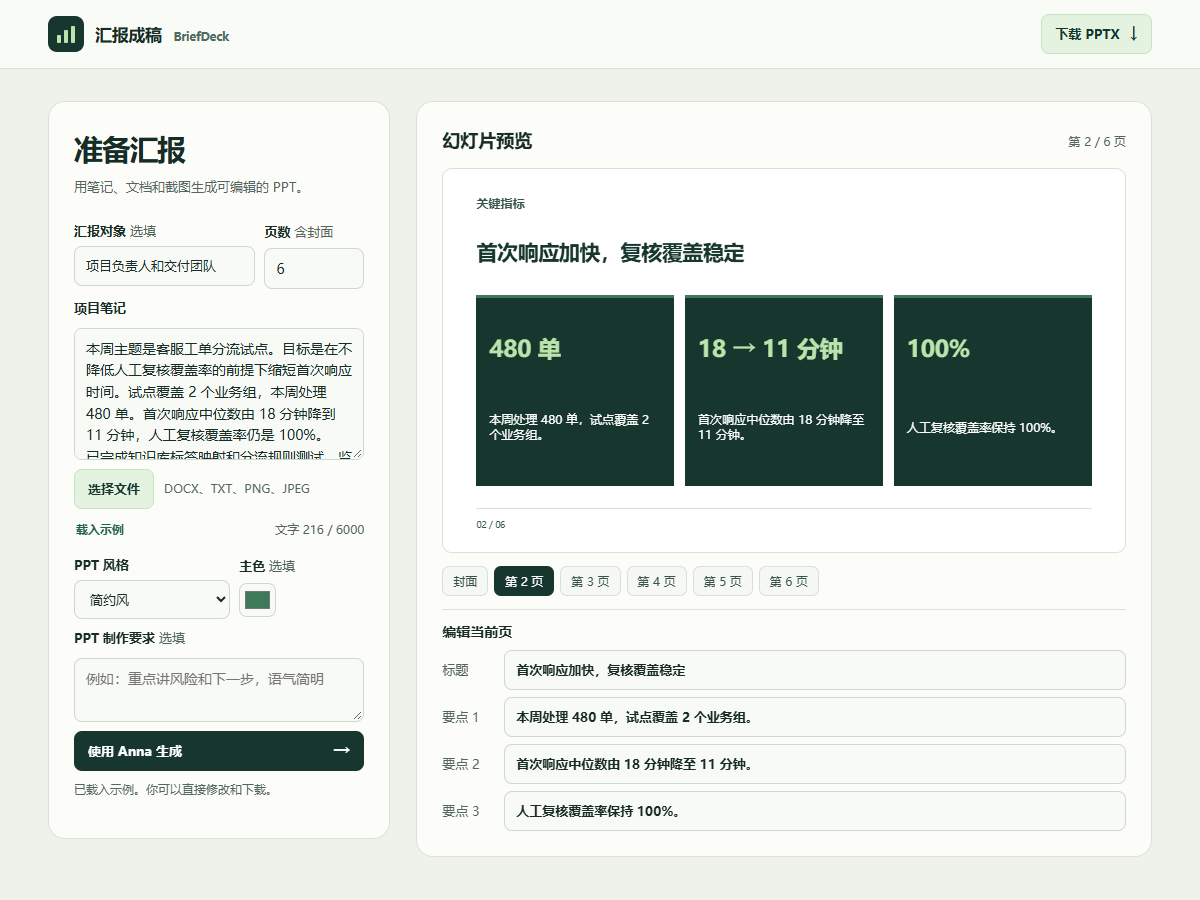 汇报成稿 BriefDeck
下载 PPTX ↓
准备汇报
用笔记、文档和截图生成可编辑的 PPT。
汇报对象 选填
页数 含封面
项目负责人和交付团队
6
项目笔记
本周主题是客服工单分流试点。目标是在不
降低人工复核覆盖率的前提下缩短首次响应
时间。试点覆盖 2 个业务组，本周处理
480 单。首次响应中位数由 18 分钟降到
11 分钟，人工复核覆盖率仍是 100%。
已完成知识库标签映射和分流规则测试。监
选择文件
DOCX、TXT、PNG、JPEG
载入示例
文字 216 / 6000
PPT 风格
主色 选填
简约风
PPT 制作要求 选填
例如：重点讲风险和下一步，语气简明
使用 Anna 生成 →
已载入示例。你可以直接修改和下载。
幻灯片预览
第 2 / 6 页
关键指标
首次响应加快，复核覆盖稳定
480 单
本周处理 480 单，试点覆盖 2
个业务组。
18 → 11 分钟
首次响应中位数由 18 分钟降至
11 分钟。
100%
人工复核覆盖率保持 100%。
02 / 06
封面
第 2 页
第 3 页
第 4 页
第 5 页
第 6 页
编辑当前页
标题
首次响应加快，复核覆盖稳定
要点 1
本周处理 480 单，试点覆盖 2 个业务组。
要点 2
首次响应中位数由 18 分钟降至 11 分钟。
要点 3
人工复核覆盖率保持 100%。